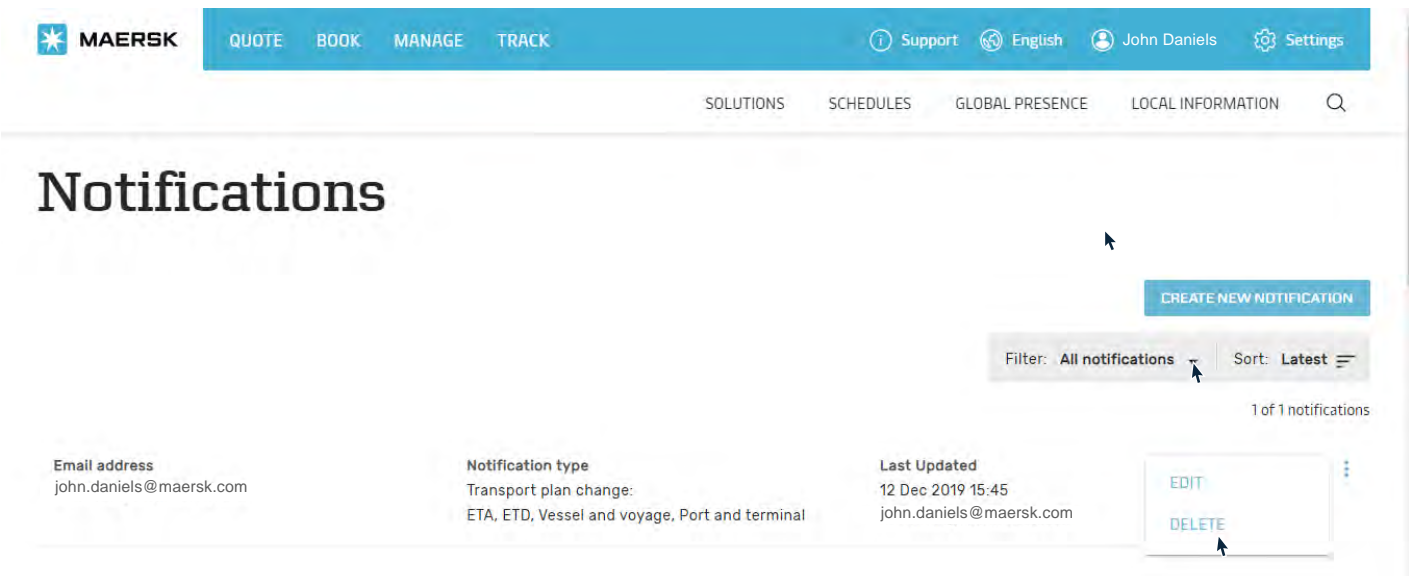 MAERSK QUOTE BOOK MANAGE TRACK Support English John Daniels Settings
SOLUTIONS SCHEDULES GLOBAL PRESENCE LOCAL INFORMATION
Notifications
CREATE NEW NOTIFICATION
Filter: All notifications Sort: Latest
1 of 1 notifications
Email address Notification type Last Updated
john.daniels@maersk.com Transport plan change: 12 Dec 2019 15:45 EDIT
ETA, ETD, Vessel and voyage, Port and terminal john.daniels@maersk.com
DELETE